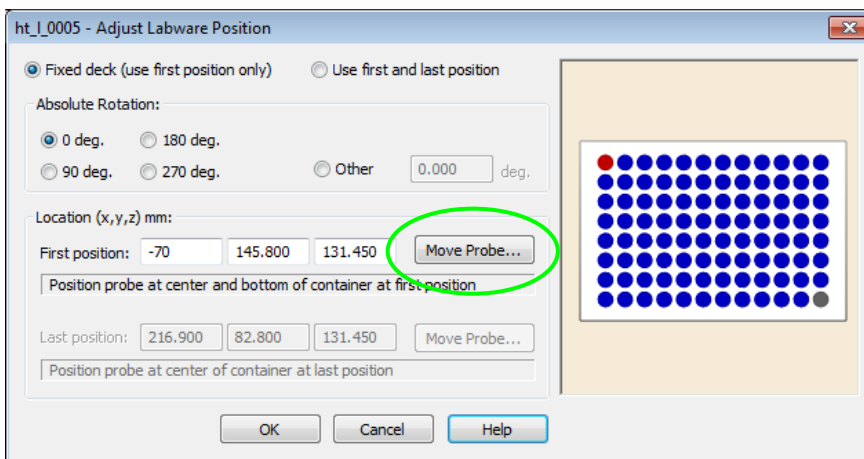 ht_l_0005 - Adjust Labware Position
Fixed deck (use first position only) Use first and last position
Absolute Rotation:
0 deg. 180 deg.
90 deg. 270 deg. Other 0.000 deg.
Location (x,y,z) mm:
First position: -70 145.800 131.450 Move Probe...
Position probe at center and bottom of container at first position
Last position: 216.900 82.800 131.450 Move Probe...
Position probe at center of container at last position
OK Cancel Help